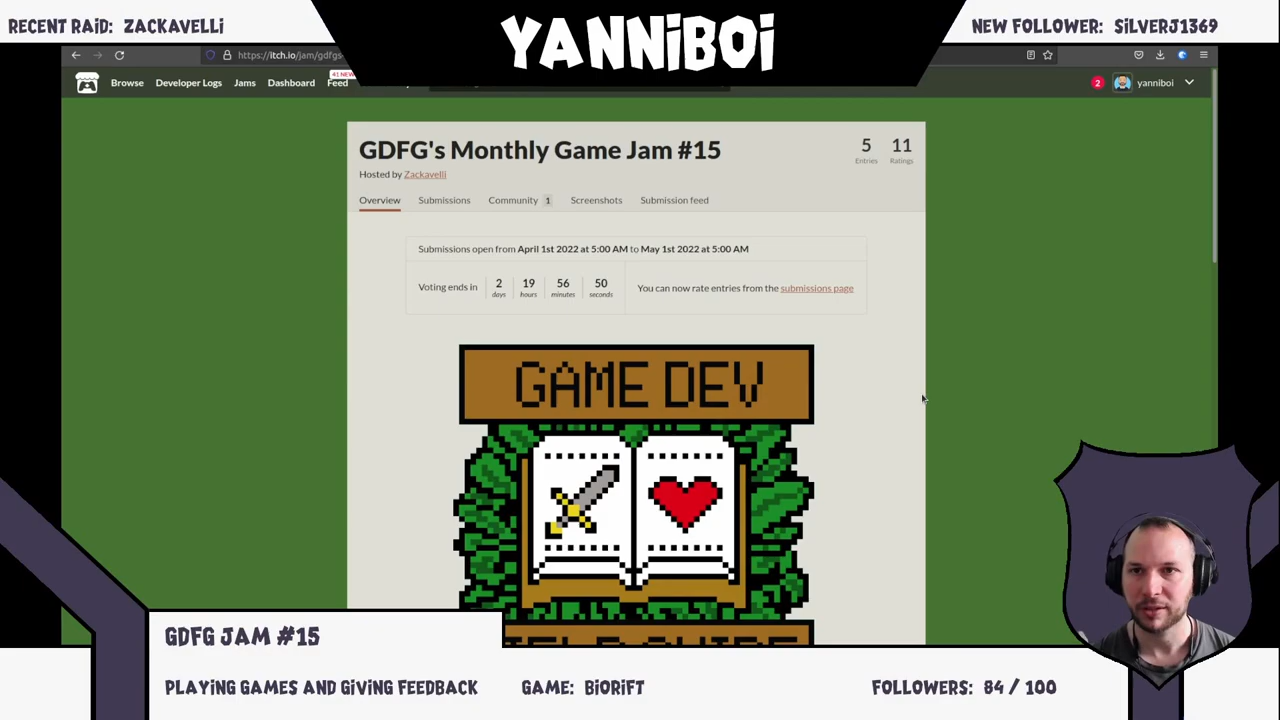 RECENT RAID: ZACKAVELLI
YANNIBOI
NEW FOLLOWER: SILVERJ1369
https://itch.io/jam/gdfgs-
Browse
Developer Logs
Jams
Dashboard
41 NEW
Feed
2
yanniboi
GDFG's Monthly Game Jam #15
5
Entries
11
Ratings
Hosted by Zackavelli
Overview
Submissions
Community 1
Screenshots
Submission feed
Submissions open from April 1st 2022 at 5:00 AM to May 1st 2022 at 5:00 AM
Voting ends in
2
days
19
hours
56
minutes
50
seconds
You can now rate entries from the submissions page
GAME DEV
GDFG JAM #15
PLAYING GAMES AND GIVING FEEDBACK
GAME: BIORIFT
FOLLOWERS: 84 / 100